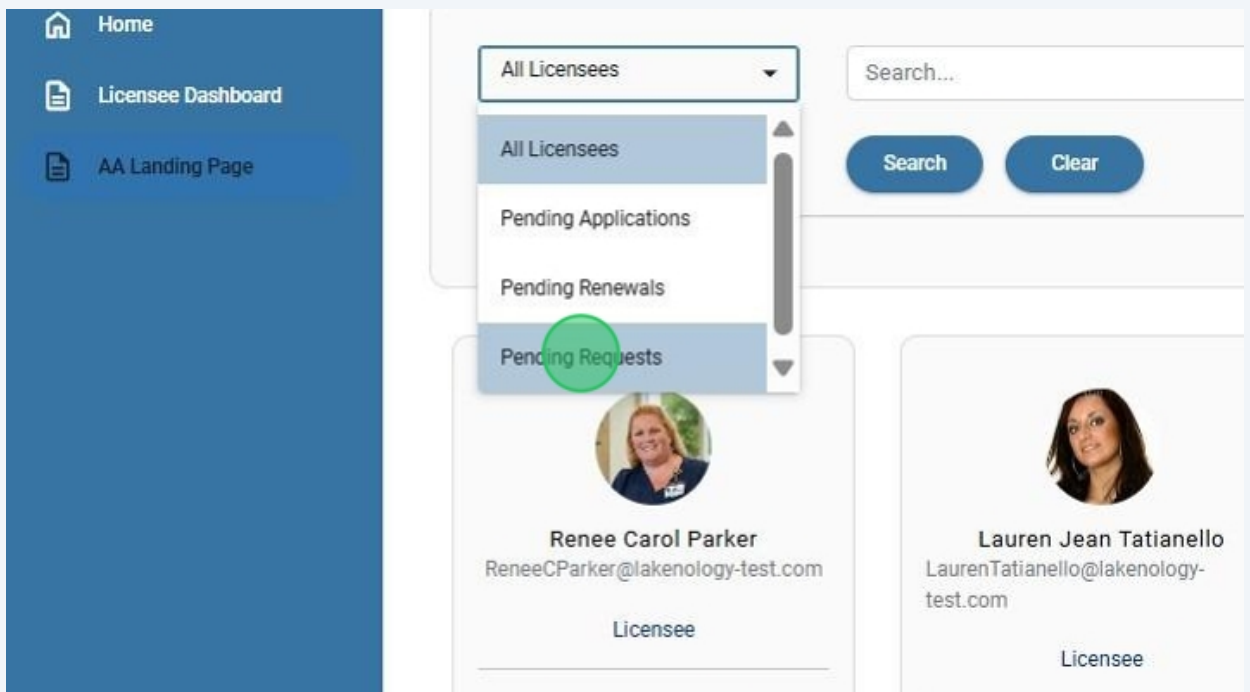 Home
Licensee Dashboard
AA Landing Page
All Licensees
Search...
All Licensees
Pending Applications
Pending Renewals
Pending Requests
Search
Clear
Renee Carol Parker
ReneeCParker@lakenology-test.com
Licensee
Lauren Jean Tatianello
LaurenTatianello@lakenology-
test.com
Licensee